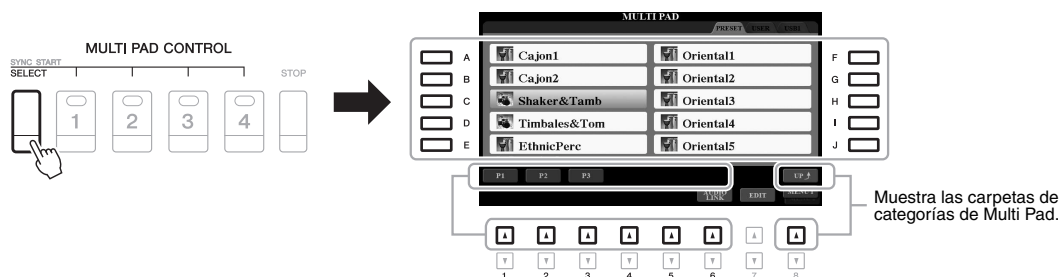 MULTI PAD CONTROL
SYNC START
SELECT
STOP
1
2
3
4
MULTI PAD
PRESET
USER
USB1
A
Cajon1
Oriental1
F
B
Cajon2
Oriental2
G
C
Shaker&Tamb
Oriental3
H
D
Timbales&Tom
Oriental4
I
E
EthnicPerc
Oriental5
J
P1
P2
P3
UP
AUDIO LINK
EDIT
MENU1
Muestra las carpetas de
categorías de Multi Pad.
1
2
3
4
5
6
7
8